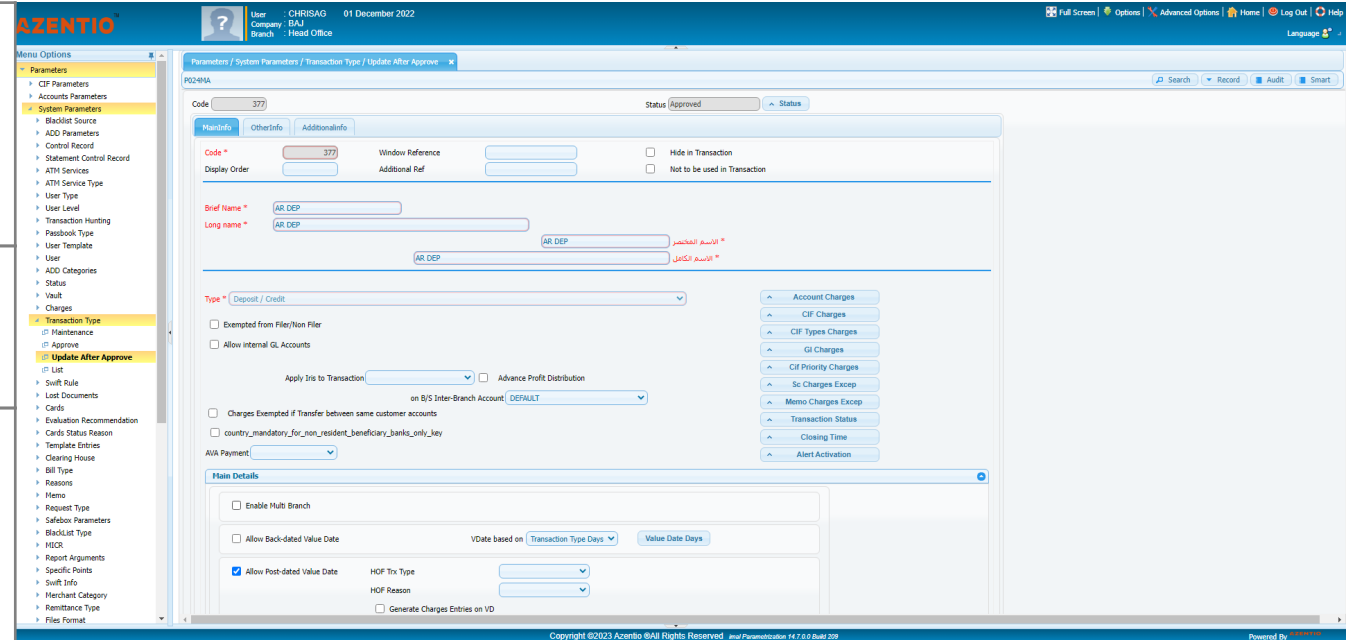 AZENTIO™
?
User : CHRISAG 01 December 2022
Company : BAJ
Branch : Head Office
Full Screen | Options | Advanced Options | Home | Log Out | Help
Language
Menu Options
Parameters
CIF Parameters
Accounts Parameters
System Parameters
Blacklist Source
ADD Parameters
Control Record
Statement Control Record
ATM Services
ATM Service Type
User Type
User Level
Transaction Hunting
Passbook Type
User Template
User
ADD Categories
Status
Vault
Charges
Transaction Type
Maintenance
Approve
Update After Approve
List
Swift Rule
Lost Documents
Cards
Evaluation Recommendation
Cards Status Reason
Template Entries
Clearing House
Bill Type
Reasons
Memo
Request Type
Safebox Parameters
BlackList Type
MICR
Report Arguments
Specific Points
Swift Info
Merchant Category
Remittance Type
Files Format
Parameters / System Parameters / Transaction Type / Update After Approve x
P024MA Search Record Audit Smart
Code 377 Status Approved Status
MainInfo OtherInfo Additionalinfo
Code * 377 Window Reference Hide in Transaction
Display Order Additional Ref Not to be used in Transaction
Brief Name * AR DEP
Long name * AR DEP
AR DEP الاسم المختصر *
AR DEP الاسم الكامل *
Type * Deposit / Credit
Exempted from Filer/Non Filer
Allow internal GL Accounts
Apply Iris to Transaction Advance Profit Distribution
on B/S Inter-Branch Account DEFAULT
Charges Exempted if Transfer between same customer accounts
country_mandatory_for_non_resident_beneficiary_banks_only_key
AVA Payment
Account Charges
CIF Charges
CIF Types Charges
Gl Charges
Cif Priority Charges
Sc Charges Excep
Memo Charges Excep
Transaction Status
Closing Time
Alert Activation
Main Details
Enable Multi Branch
Allow Back-dated Value Date VDate based on Transaction Type Days Value Date Days
Allow Post-dated Value Date HOF Trx Type
HOF Reason
Generate Charges Entries on VD
Copyright ©2023 Azentio ®All Rights Reserved imal Parametrization 14.7.0.0 Build 209
Powered By AZENTIO